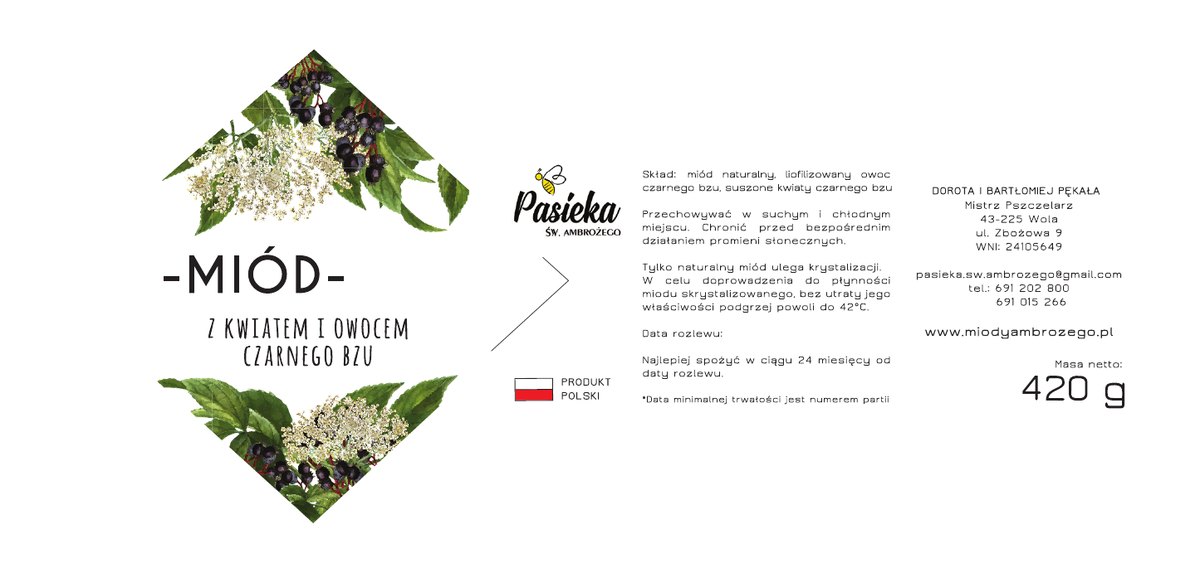 -MIÓD-
Z KWIATEM I OWOCEM
CZARNEGO BZU
Pasieka
ŚW. AMBROŻEGO
PRODUKT
POLSKI
Skład: miód naturalny, liofilizowany owoc
czarnego bzu, suszone kwiaty czarnego bzu
Przechowywać w suchym i chłodnym
miejscu. Chronić przed bezpośrednim
działaniem promieni słonecznych.
Tylko naturalny miód ulega krystalizacji.
W celu doprowadzenia do płynności
miodu skrystalizowanego, bez utraty jego
właściwości podgrzej powoli do 42°C.
Data rozlewu:
Najlepiej spożyć w ciągu 24 miesięcy od
daty rozlewu.
*Data minimalnej trwałości jest numerem partii
DOROTA I BARTŁOMIEJ PĘKALA
Mistrz Pszczelarz
43-225 Wola
ul. Zbożowa 9
WNI: 24105649
pasieka.sw.ambrozego@gmail.com
tel.: 691 202 800
691 015 266
www.miodyambrozego.pl
Masa netto:
420 g